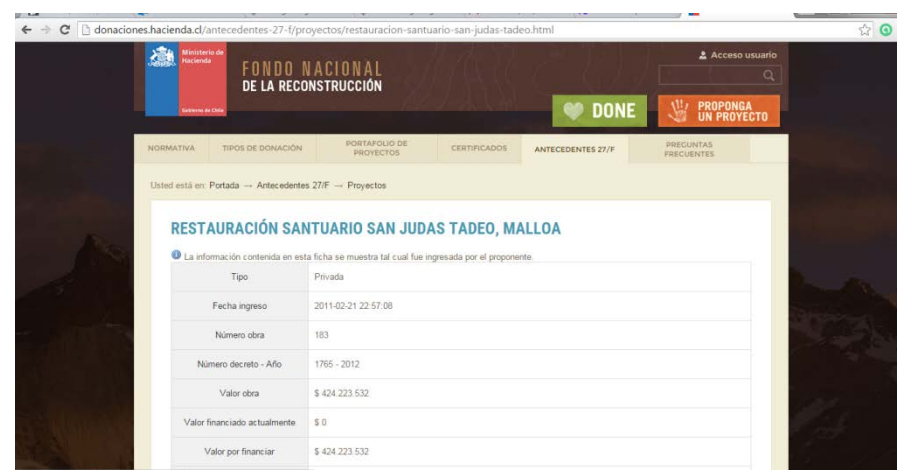 donaciones.hacienda.cl/antecedentes-27-f/proyectos/restauracion-santuario-san-judas-tadeo.html
Ministerio de
Hacienda
Gobierno de Chile
FONDO NACIONAL
DE LA RECONSTRUCCIÓN
Acceso usuario
DONE
PROPONGA
UN PROYECTO
NORMATIVA
TIPOS DE DONACIÓN
PORTAFOLIO DE
PROYECTOS
CERTIFICADOS
ANTECEDENTES 27/F
PREGUNTAS
FRECUENTES
Usted está en: Portada → Antecedentes 27/F → Proyectos
RESTAURACIÓN SANTUARIO SAN JUDAS TADEO, MALLOA
La información contenida en esta ficha se muestra tal cual fue ingresada por el proponente.
Tipo Privada
Fecha ingreso 2011-02-21 22:57:08
Número obra 183
Número decreto - Año 1765 - 2012
Valor obra $ 424.223.532
Valor financiado actualmente $ 0
Valor por financiar $ 424.223.532